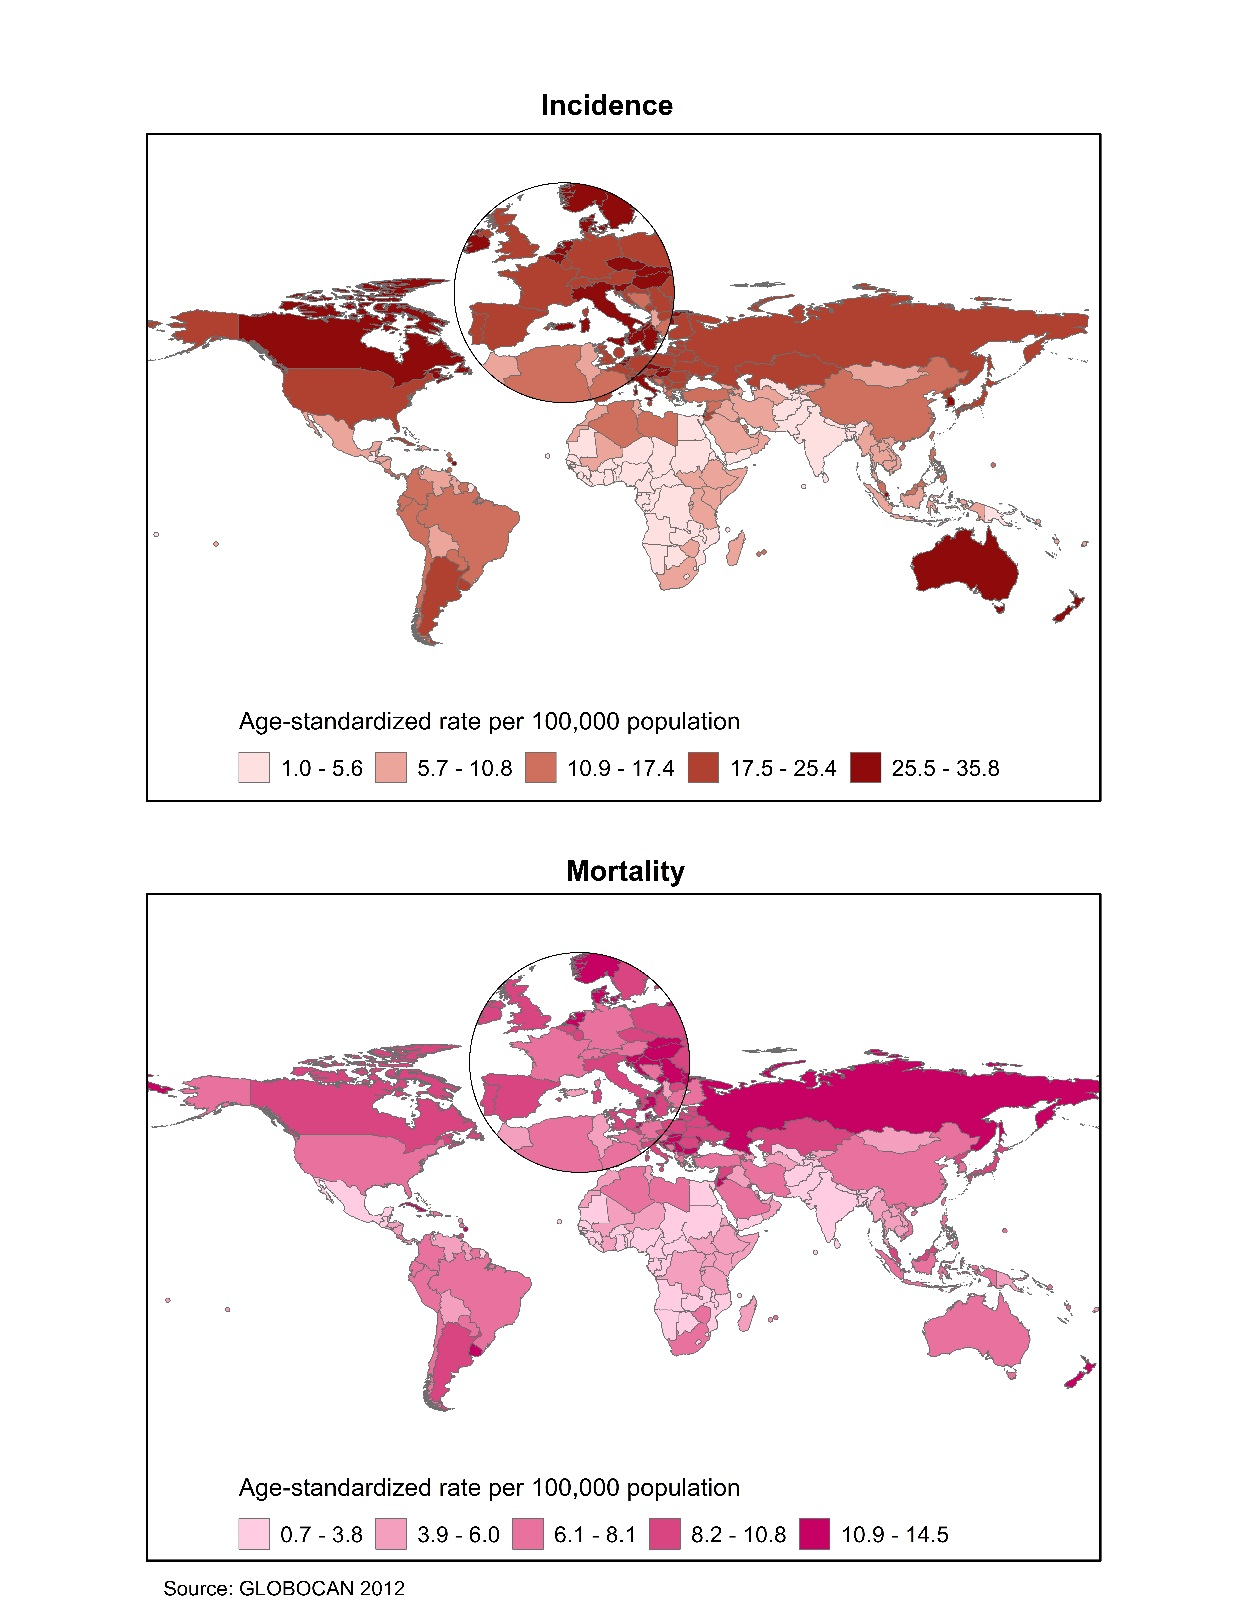 Incidence
Age-standardized rate per 100,000 population
1.0 - 5.6 5.7 - 10.8 10.9 - 17.4 17.5 - 25.4 25.5 - 35.8
Mortality
Age-standardized rate per 100,000 population
0.7 - 3.8 3.9 - 6.0 6.1 - 8.1 8.2 - 10.8 10.9 - 14.5
Source: GLOBOCAN 2012